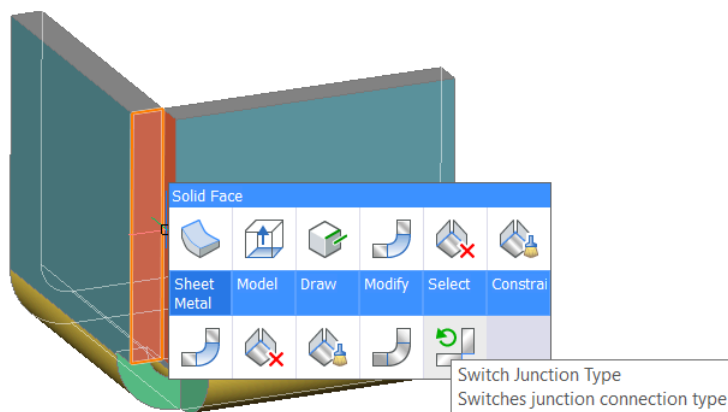 Solid Face
Sheet Metal
Model
Draw
Modify
Select
Constrai
Switch Junction Type
Switches junction connection type